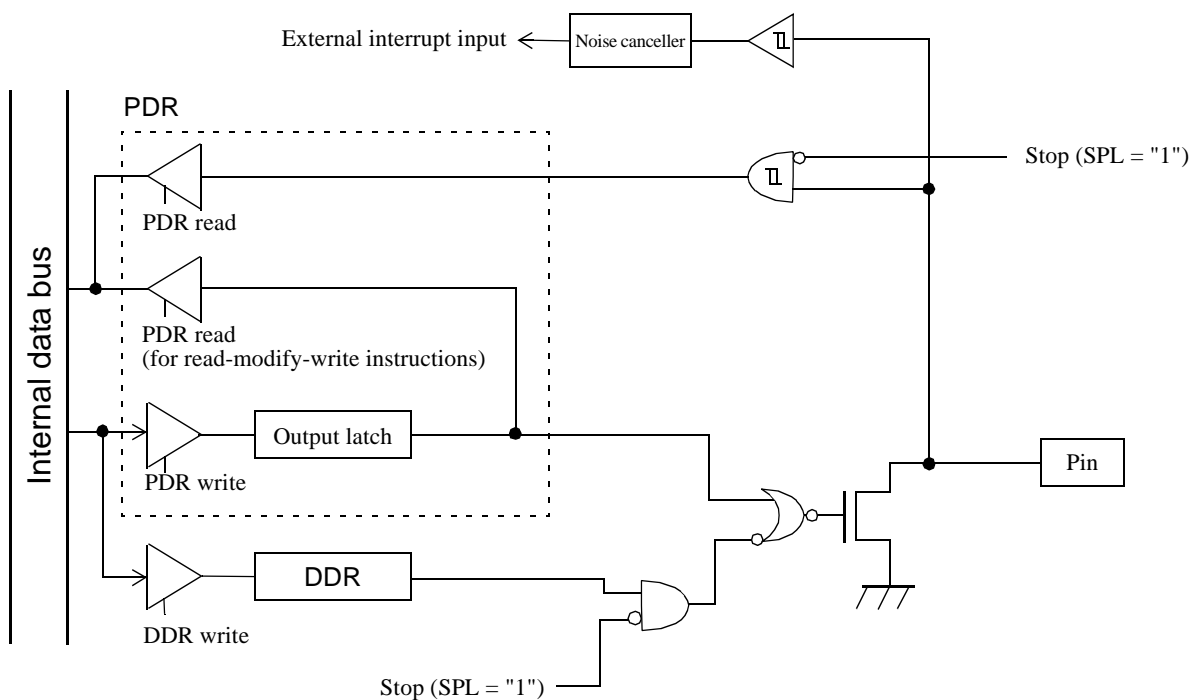 External interrupt input
Noise canceller
PDR
Stop (SPL = "1")
PDR read
Internal data bus
PDR read
(for read-modify-write instructions)
Output latch
PDR write
Pin
DDR
DDR write
Stop (SPL = "1")